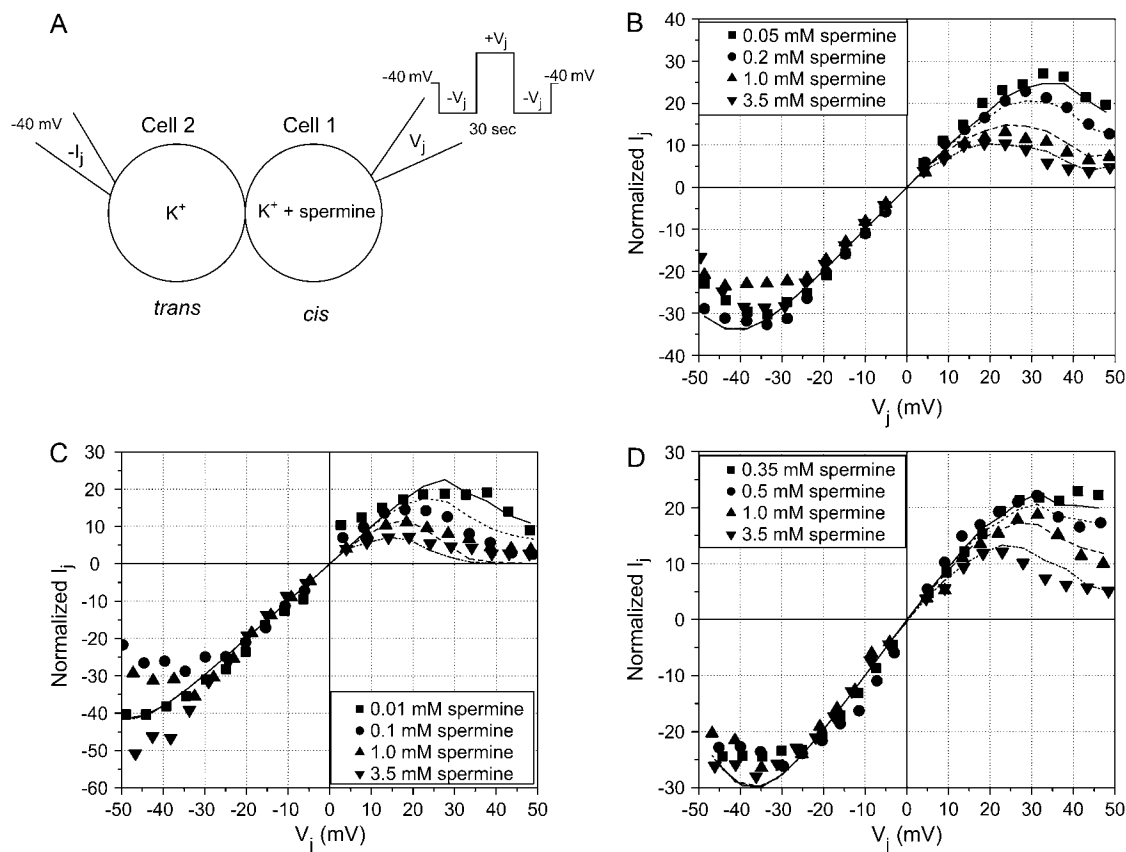 A
+Vj
-40 mV
-40 mV
-Vj
-Vj
30 sec
-40 mV
Cell 2
Cell 1
-Ij
Vj
K+
K+ + spermine
trans
cis
B
0.05 mM spermine
0.2 mM spermine
1.0 mM spermine
3.5 mM spermine
Normalized Ij
40
30
20
10
0
-10
-20
-30
-40
-50 -40 -30 -20 -10 0 10 20 30 40 50
Vj (mV)
C
Normalized Ij
30
20
10
0
-10
-20
-30
-40
-50
-60
0.01 mM spermine
0.1 mM spermine
1.0 mM spermine
3.5 mM spermine
-50 -40 -30 -20 -10 0 10 20 30 40 50
Vj (mV)
D
0.35 mM spermine
0.5 mM spermine
1.0 mM spermine
3.5 mM spermine
Normalized Ij
30
20
10
0
-10
-20
-30
-50 -40 -30 -20 -10 0 10 20 30 40 50
Vj (mV)